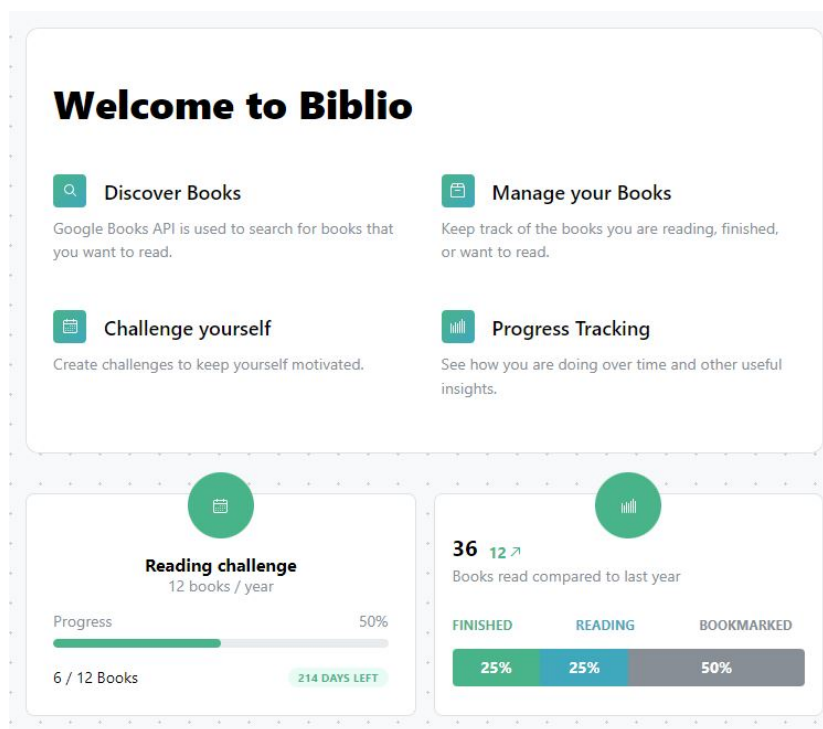 Welcome to Biblio
Discover Books
Google Books API is used to search for books that
you want to read.
Manage your Books
Keep track of the books you are reading, finished,
or want to read.
Challenge yourself
Create challenges to keep yourself motivated.
Progress Tracking
See how you are doing over time and other useful
insights.
Reading challenge
12 books / year
Progress 50%
6 / 12 Books 214 DAYS LEFT
36 12↗
Books read compared to last year
FINISHED READING BOOKMARKED
25% 25% 50%